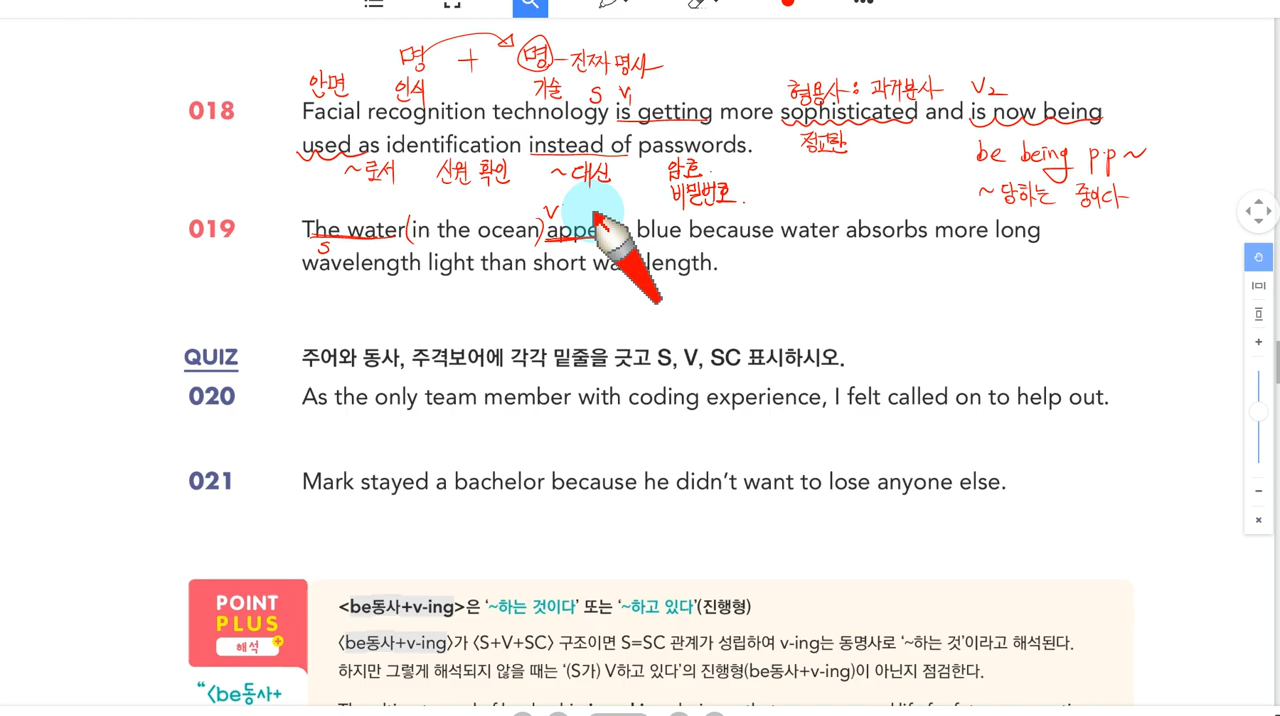 명 + 명 - 진짜 명사
안면 인식 기술 S V₁ 형용사 : 과거분사 V₂
018 Facial recognition technology is getting more sophisticated and is now being
used as identification instead of passwords. 정교한
~로서 신원 확인 ~대신 암호. be being p.p ~
비밀번호. ~ 당하는 중이다
V
019 The water (in the ocean) appe blue because water absorbs more long
S
wavelength light than short wa length.
QUIZ 주어와 동사, 주격보어에 각각 밑줄을 긋고 S, V, SC 표시하시오.
020 As the only team member with coding experience, I felt called on to help out.
021 Mark stayed a bachelor because he didn't want to lose anyone else.
POINT
PLUS
해석
<be동사+v-ing>은 '~하는 것이다' 또는 '~하고 있다'(진행형)
〈be동사+v-ing〉가 〈S+V+SC〉 구조이면 S=SC 관계가 성립하여 v-ing는 동명사로 '~하는 것'이라고 해석된다.
하지만 그렇게 해석되지 않을 때는 '(S가) V하고 있다'의 진행형(be동사+v-ing)이 아닌지 점검한다.
"〈be동사+